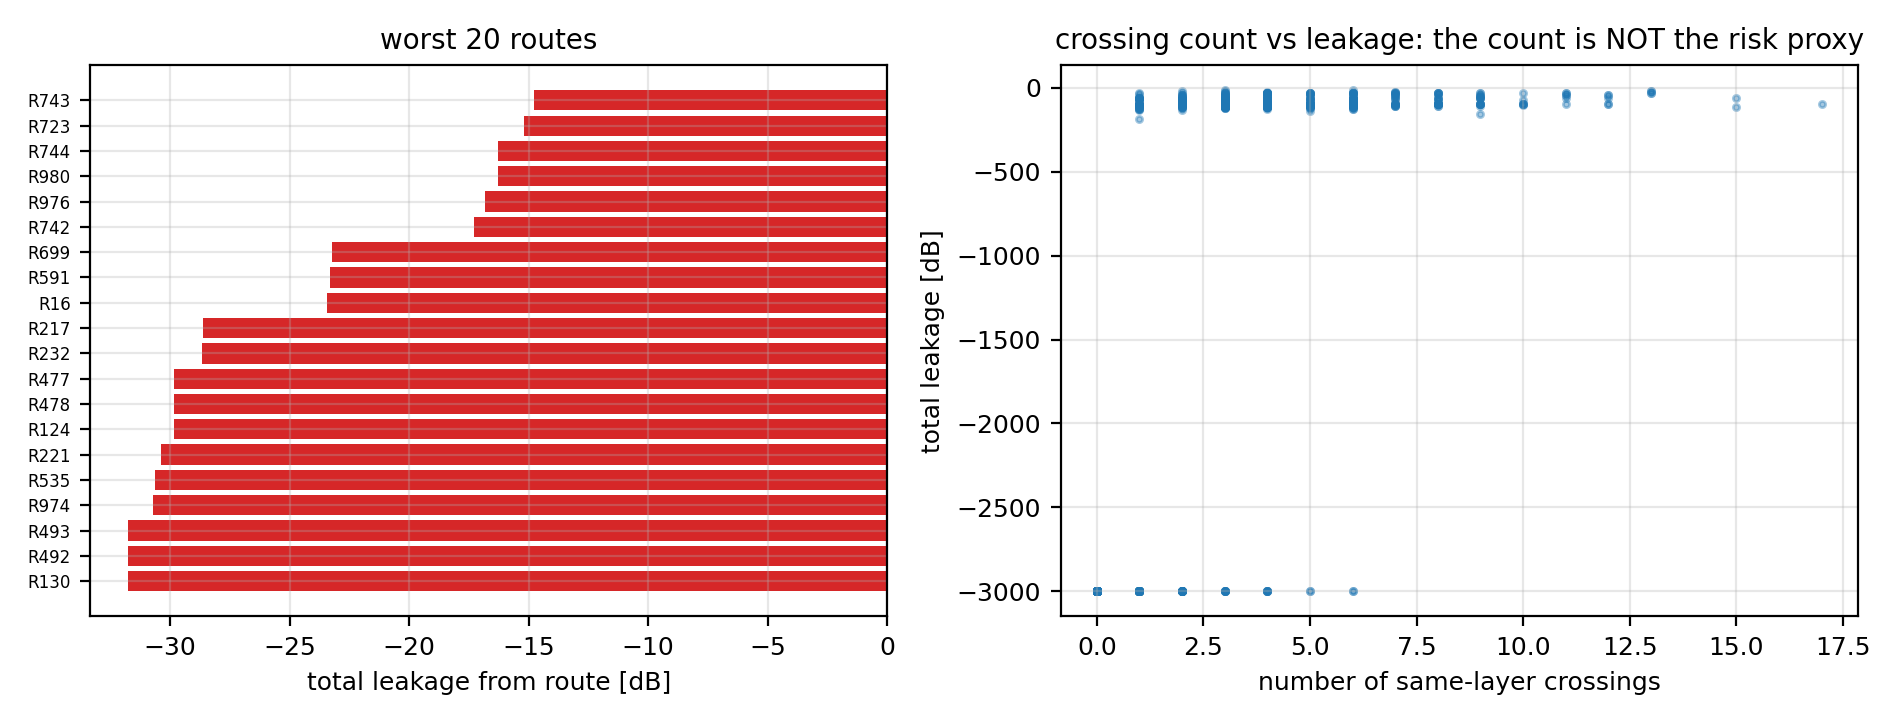 worst 20 routes
R743
R723
R744
R980
R976
R742
R699
R591
R16
R217
R232
R477
R478
R124
R221
R535
R974
R493
R492
R130
−30 −25 −20 −15 −10 −5 0
total leakage from route [dB]
crossing count vs leakage: the count is NOT the risk proxy
total leakage [dB]
0
−500
−1000
−1500
−2000
−2500
−3000
0.0 2.5 5.0 7.5 10.0 12.5 15.0 17.5
number of same-layer crossings